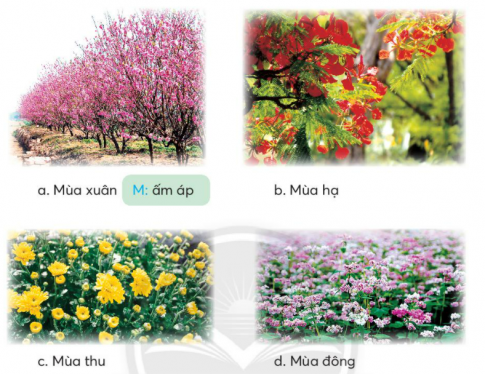 a. Mùa xuân M: ấm áp
b. Mùa hạ
c. Mùa thu
d. Mùa đông